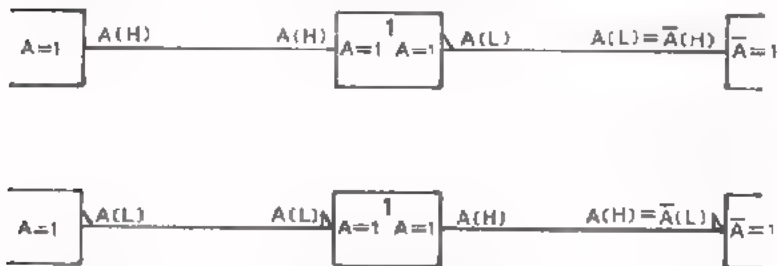 A=1 A(H) A(H) 1 A=1 A=1 A(L) A(L)=A̅(H) A̅=1
A=1 A(L) A(L) 1 A=1 A=1 A(H) A(H)=A̅(L) A̅=1